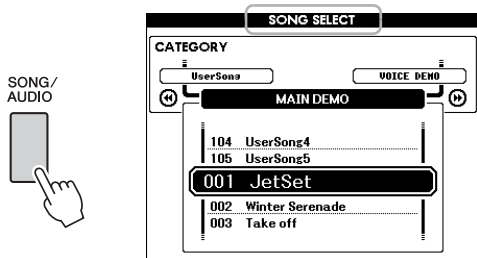 SONG SELECT
CATEGORY
UserSong
VOICE DEMO
SONG/
AUDIO
MAIN DEMO
104 UserSong4
105 UserSong5
001 JetSet
002 Winter Serenade
003 Take off